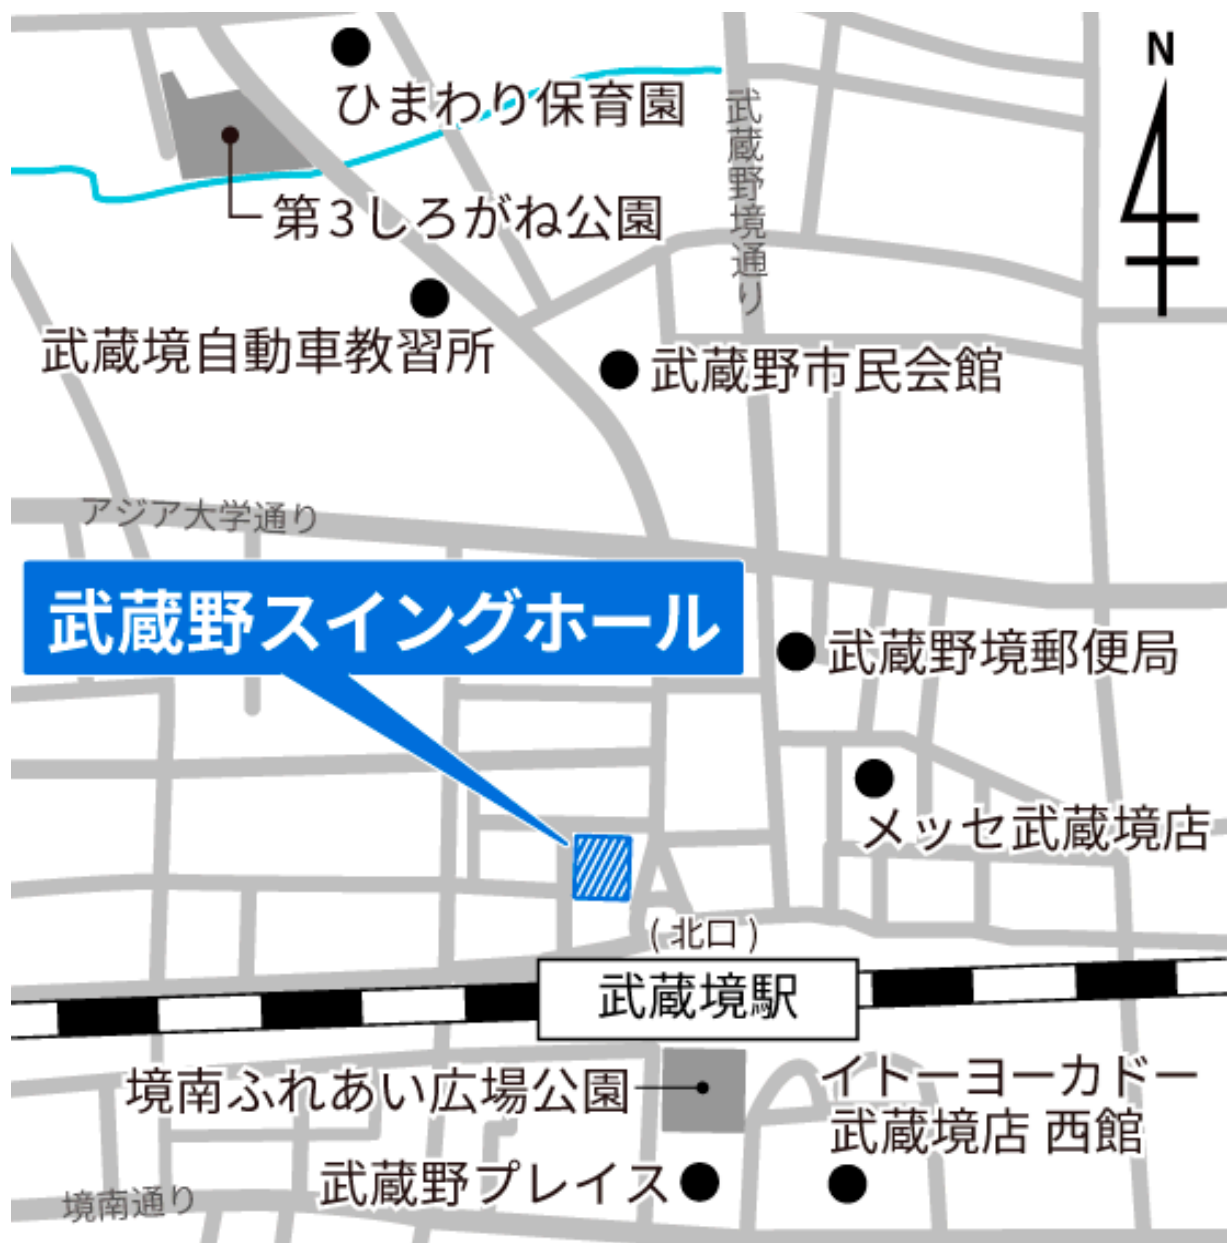 N
ひまわり保育園
武蔵野境通り
第3しろがね公園
武蔵境自動車教習所
武蔵野市民会館
アジア大学通り
武蔵野スイングホール
武蔵野境郵便局
メッセ武蔵境店
(北口)
武蔵境駅
境南ふれあい広場公園
イトーヨーカドー
武蔵境店 西館
武蔵野プレイス
境南通り